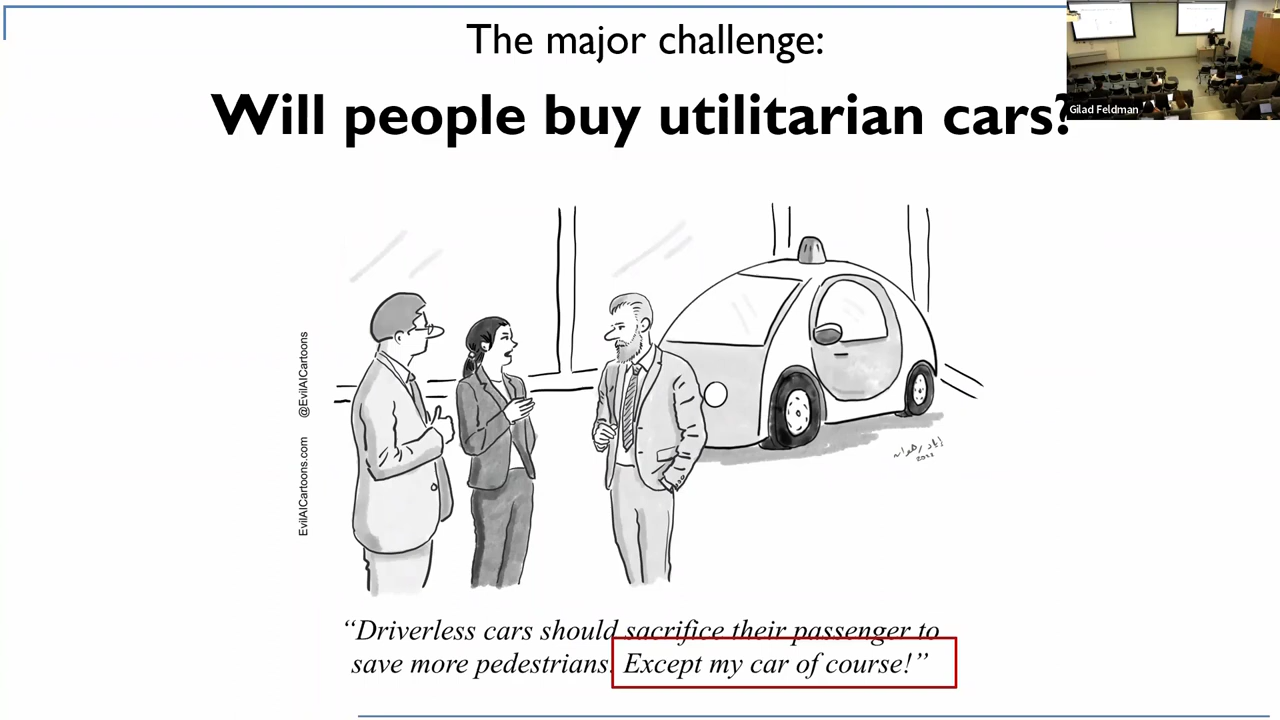 The major challenge:
Will people buy utilitarian cars?
Gilad Feldman
EvilAICartoons.com @EvilAICartoons
2022
“Driverless cars should sacrifice their passenger to
save more pedestrians. Except my car of course!”